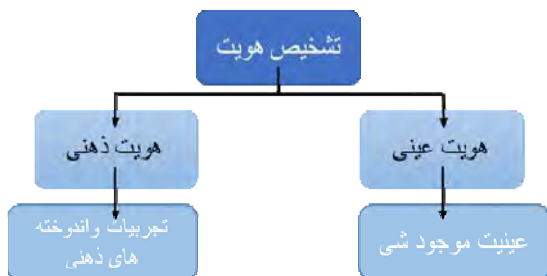 تشخیص هویت
هویت عینی
هویت ذهنی
عینیت موجود شی
تجربیات واندوخته
های ذهنی